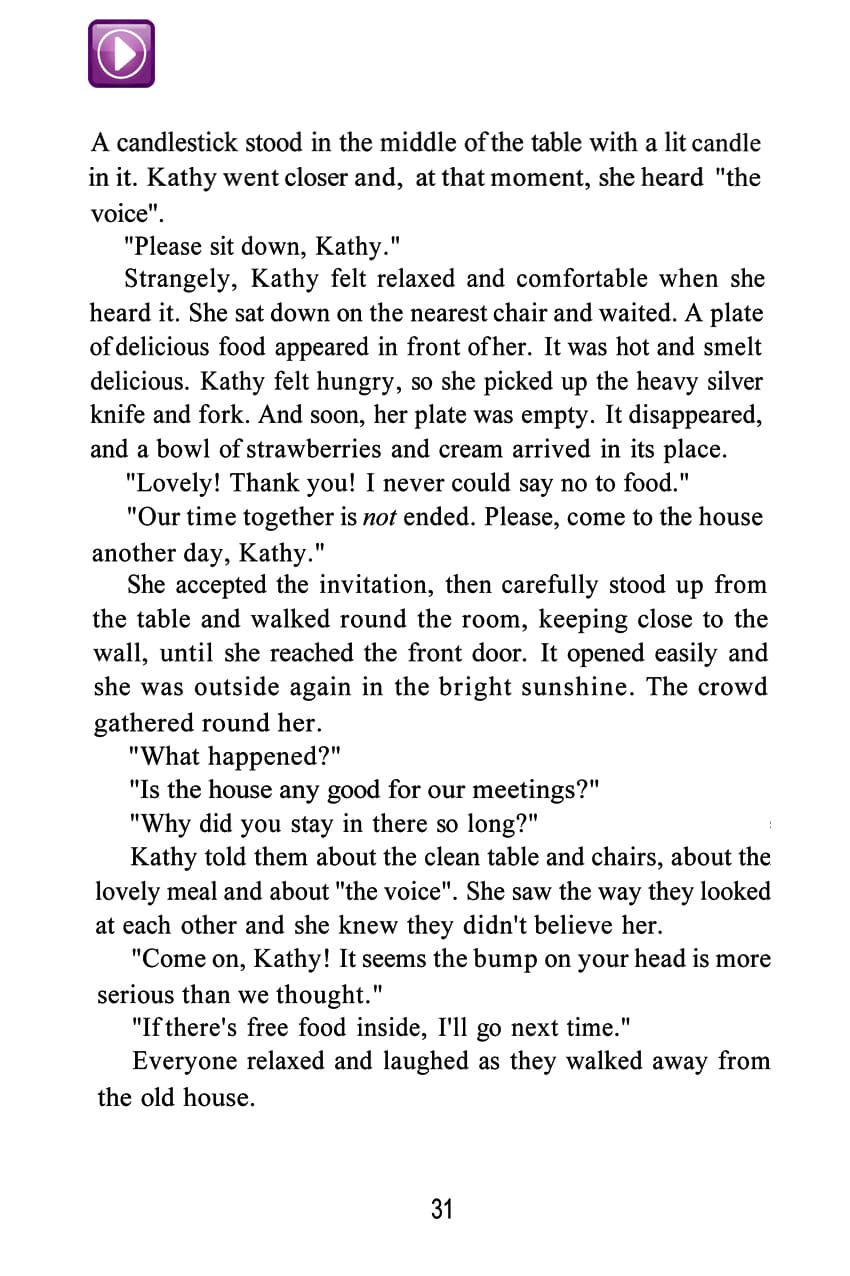 A candlestick stood in the middle of the table with a lit candle
in it. Kathy went closer and, at that moment, she heard "the
voice".
"Please sit down, Kathy."
Strangely, Kathy felt relaxed and comfortable when she
heard it. She sat down on the nearest chair and waited. A plate
of delicious food appeared in front of her. It was hot and smelt
delicious. Kathy felt hungry, so she picked up the heavy silver
knife and fork. And soon, her plate was empty. It disappeared,
and a bowl of strawberries and cream arrived in its place.
"Lovely! Thank you! I never could say no to food."
"Our time together is not ended. Please, come to the house
another day, Kathy."
She accepted the invitation, then carefully stood up from
the table and walked round the room, keeping close to the
wall, until she reached the front door. It opened easily and
she was outside again in the bright sunshine. The crowd
gathered round her.
"What happened?"
"Is the house any good for our meetings?"
"Why did you stay in there so long?"
Kathy told them about the clean table and chairs, about the
lovely meal and about "the voice". She saw the way they looked
at each other and she knew they didn't believe her.
"Come on, Kathy! It seems the bump on your head is more
serious than we thought."
"If there's free food inside, I'll go next time."
Everyone relaxed and laughed as they walked away from
the old house.
31